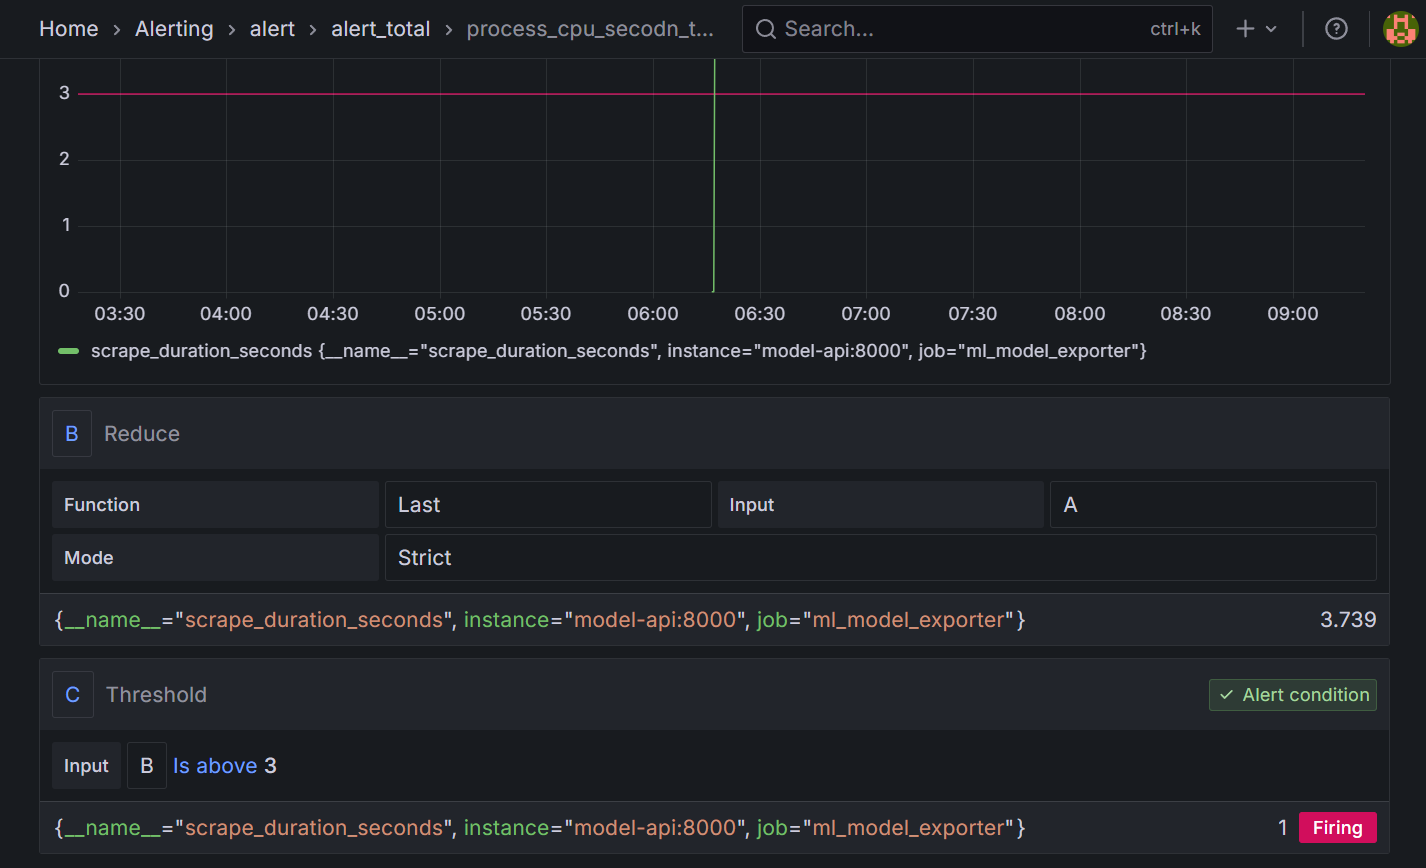 Home › Alerting › alert › alert_total › process_cpu_secodn_t... Search... ctrl+k
3
2
1
0
03:30 04:00 04:30 05:00 05:30 06:00 06:30 07:00 07:30 08:00 08:30 09:00
scrape_duration_seconds {__name__="scrape_duration_seconds", instance="model-api:8000", job="ml_model_exporter"}
B Reduce
Function Last Input A
Mode Strict
{__name__="scrape_duration_seconds", instance="model-api:8000", job="ml_model_exporter"} 3.739
C Threshold Alert condition
Input B Is above 3
{__name__="scrape_duration_seconds", instance="model-api:8000", job="ml_model_exporter"} 1 Firing